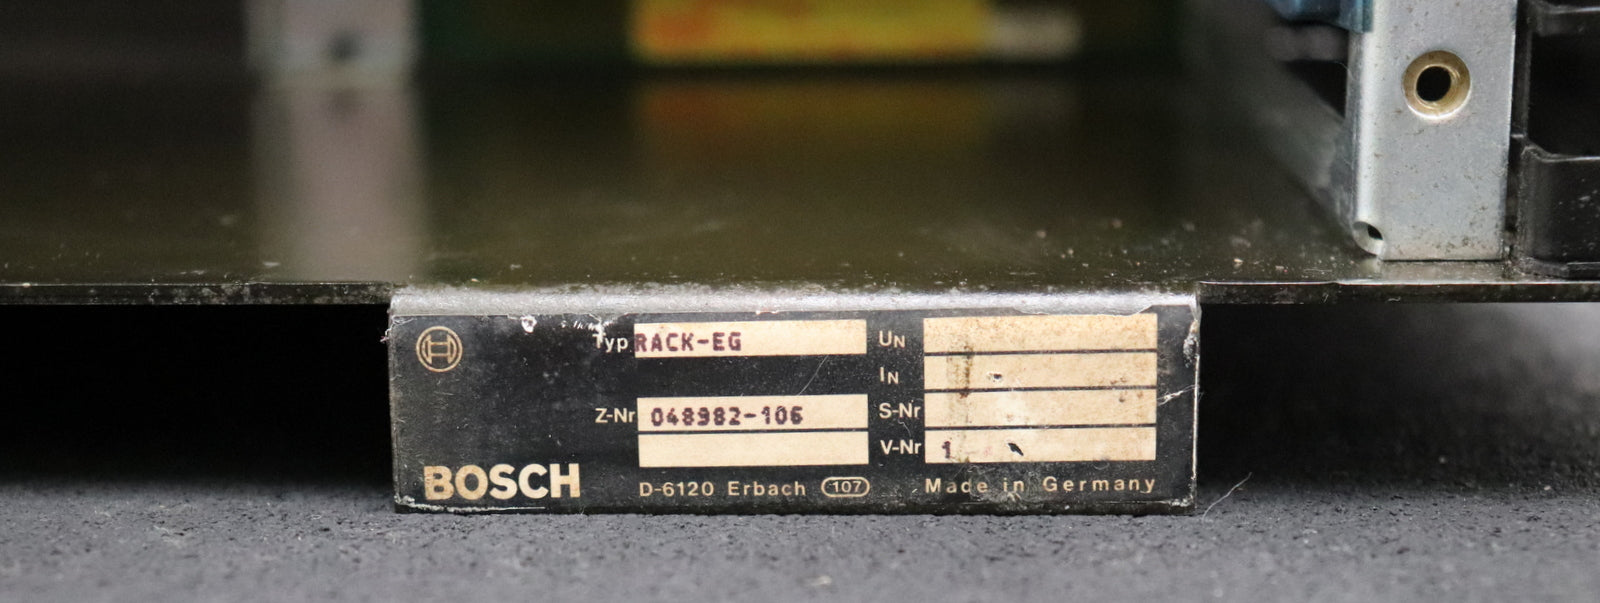 Typ RACK-EG UN
IN
Z-Nr 048982-106 S-Nr
V-Nr 1
BOSCH D-6120 Erbach 107 Made in Germany